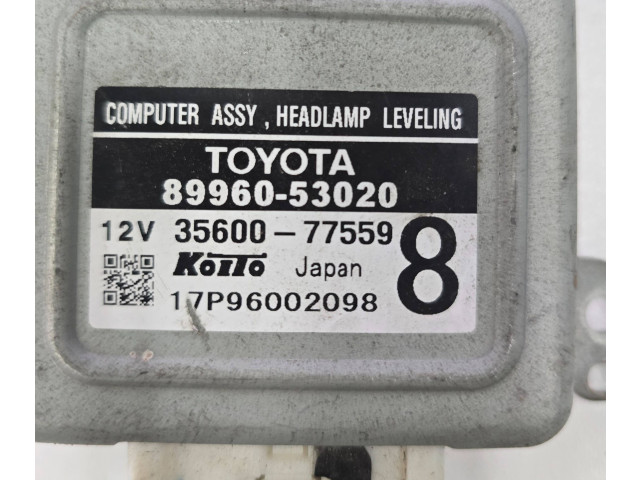 COMPUTER ASSY , HEADLAMP LEVELING
TOYOTA
89960-53020
12V 35600-77559 8
KOITO Japan
17P96002098